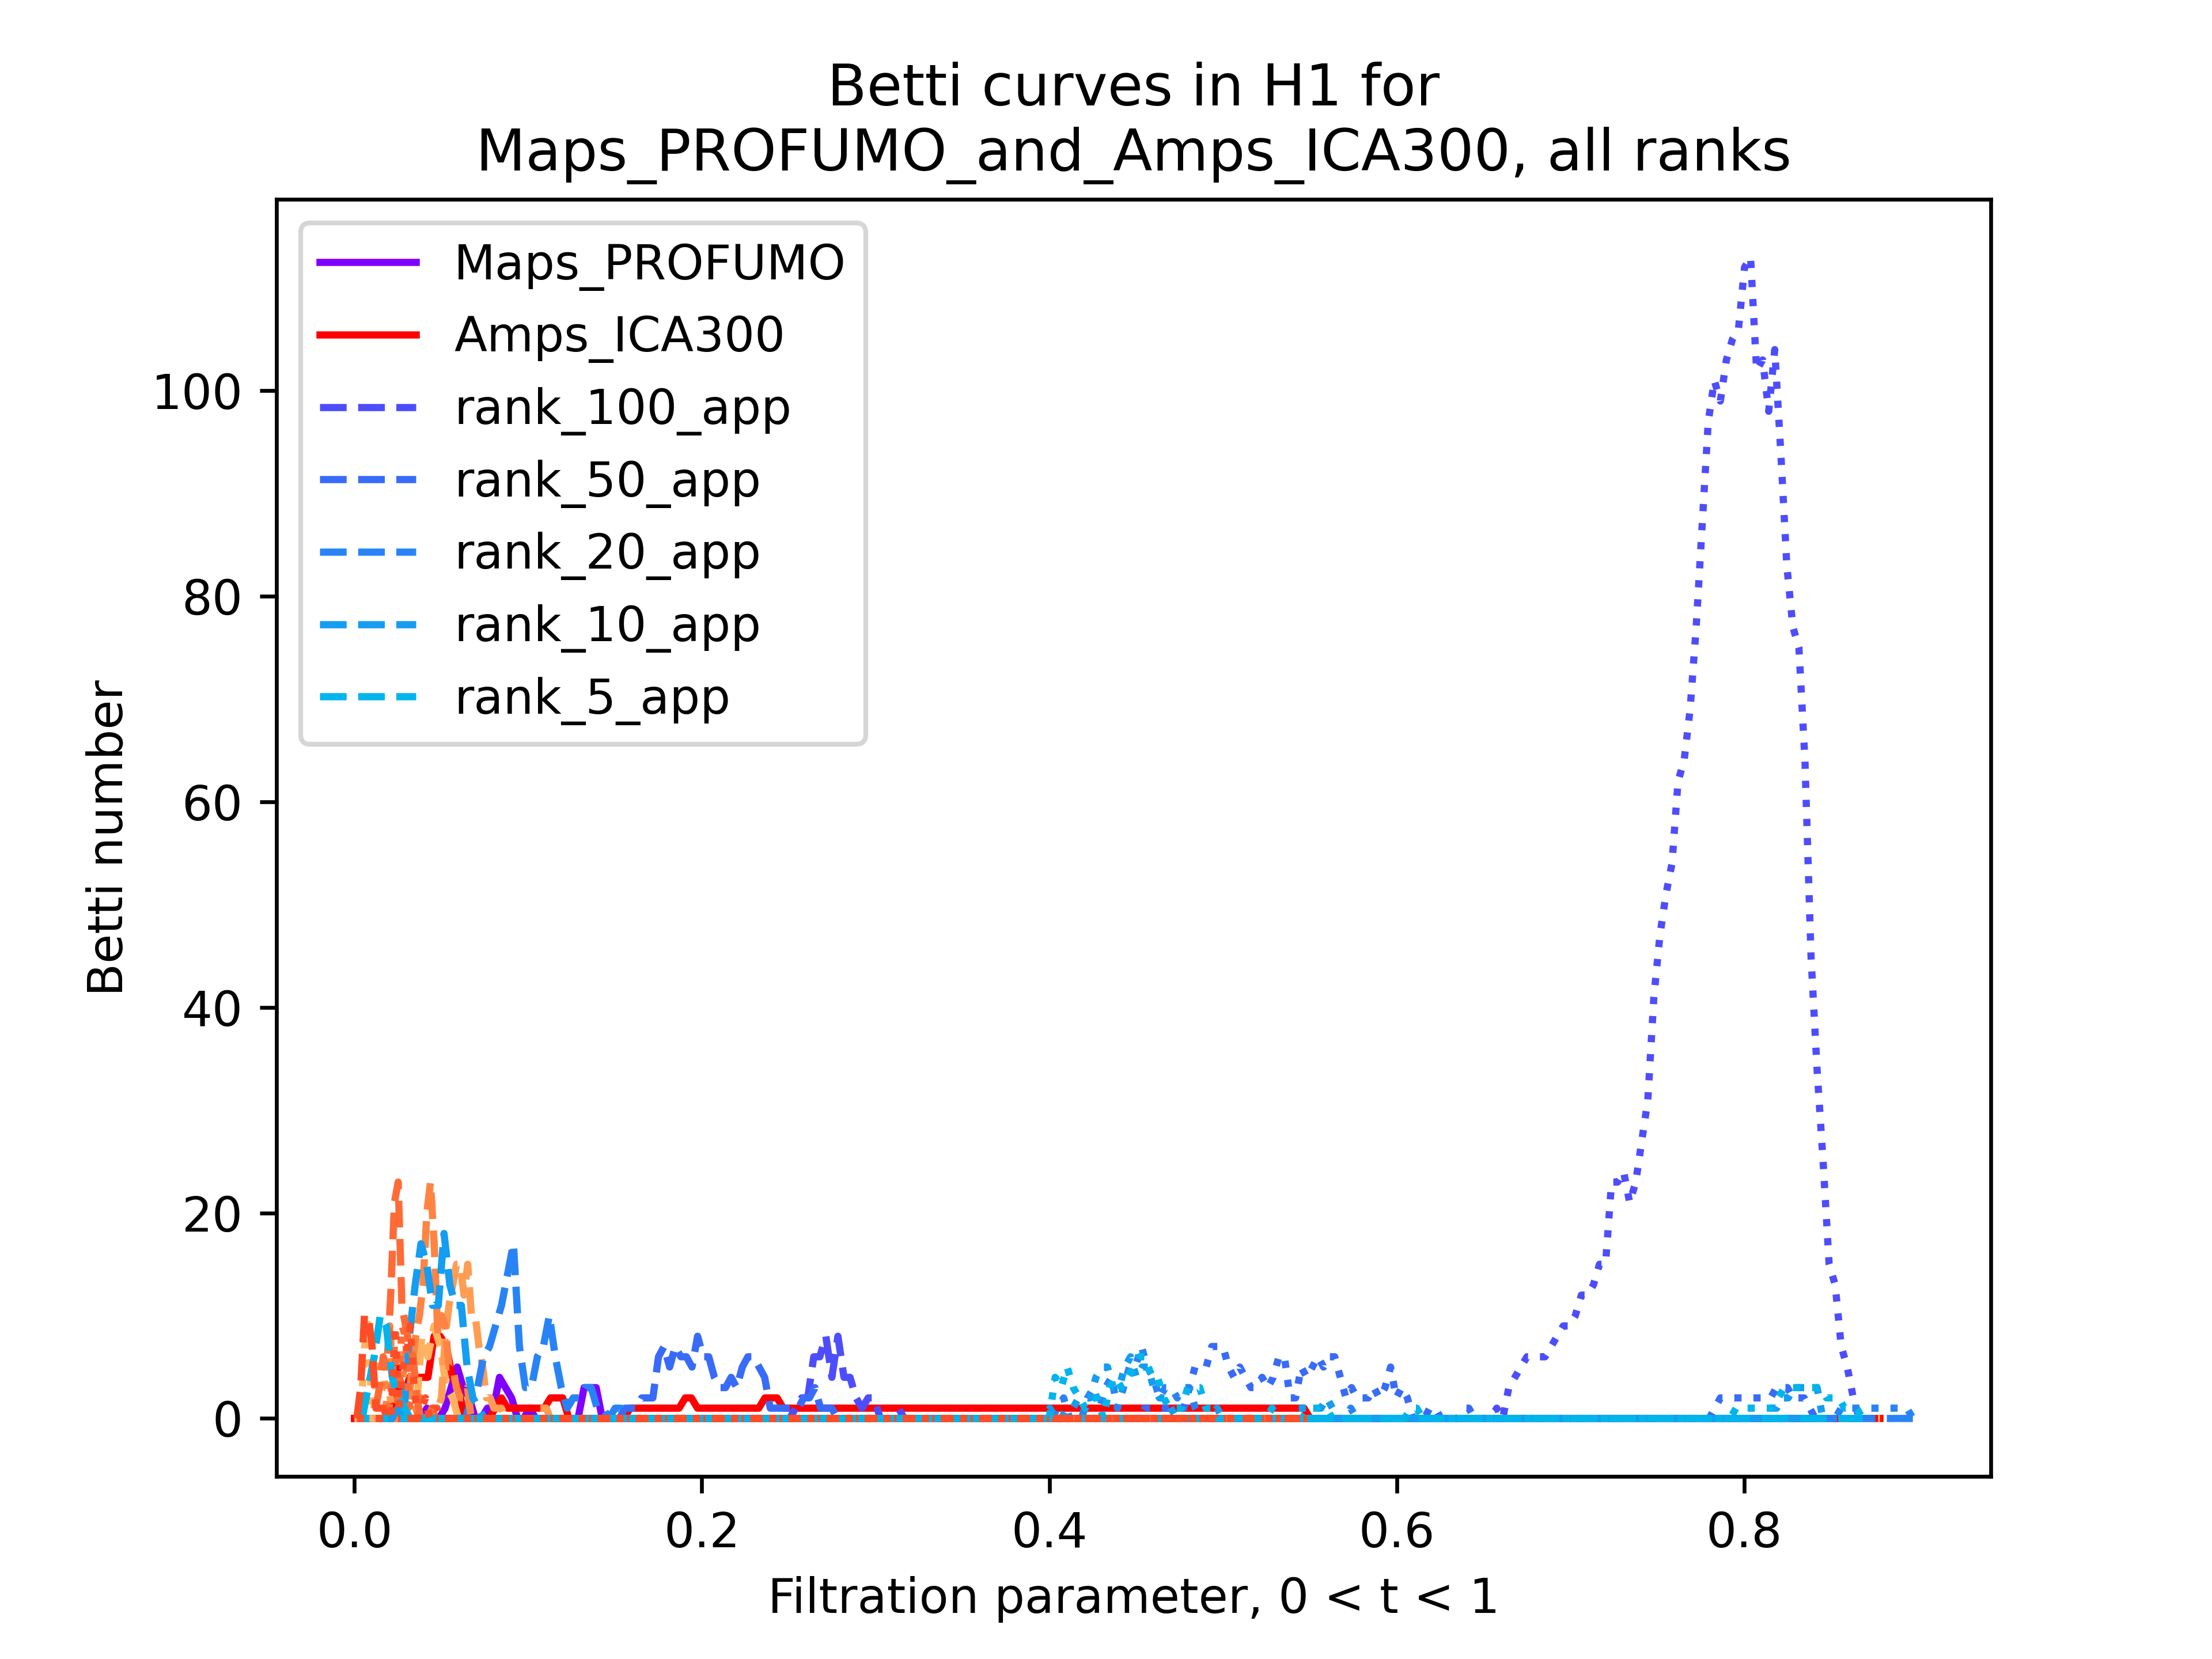 Betti curves in H1 for
Maps_PROFUMO_and_Amps_ICA300, all ranks
Maps_PROFUMO
Amps_ICA300
rank_100_app
rank_50_app
rank_20_app
rank_10_app
rank_5_app
100
80
60
40
20
0
Betti number
0.0 0.2 0.4 0.6 0.8
Filtration parameter, 0 < t < 1